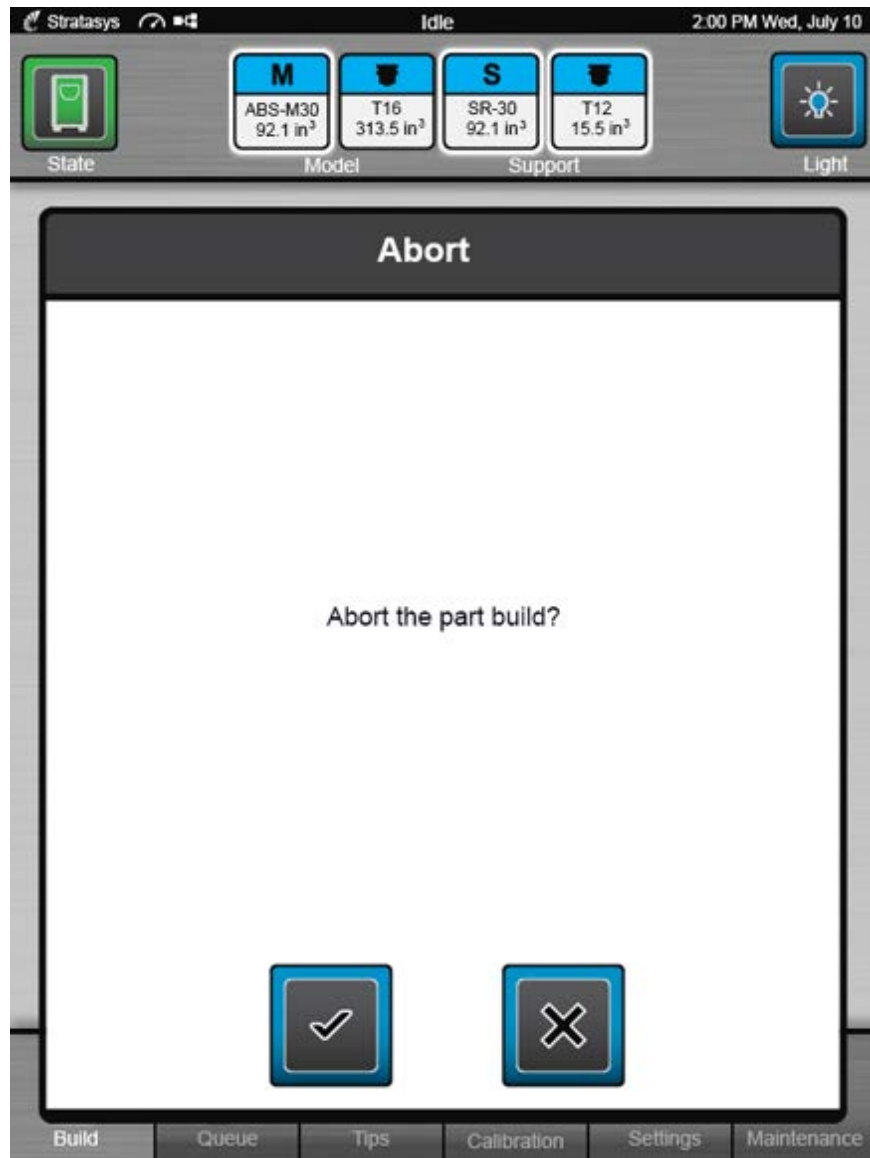 Stratasys Idle 2:00 PM Wed, July 10
M S
ABS-M30 T16 SR-30 T12
92.1 in³ 313.5 in³ 92.1 in³ 15.5 in³
State Model Support Light
Abort
Abort the part build?
Build Queue Tips Calibration Settings Maintenance